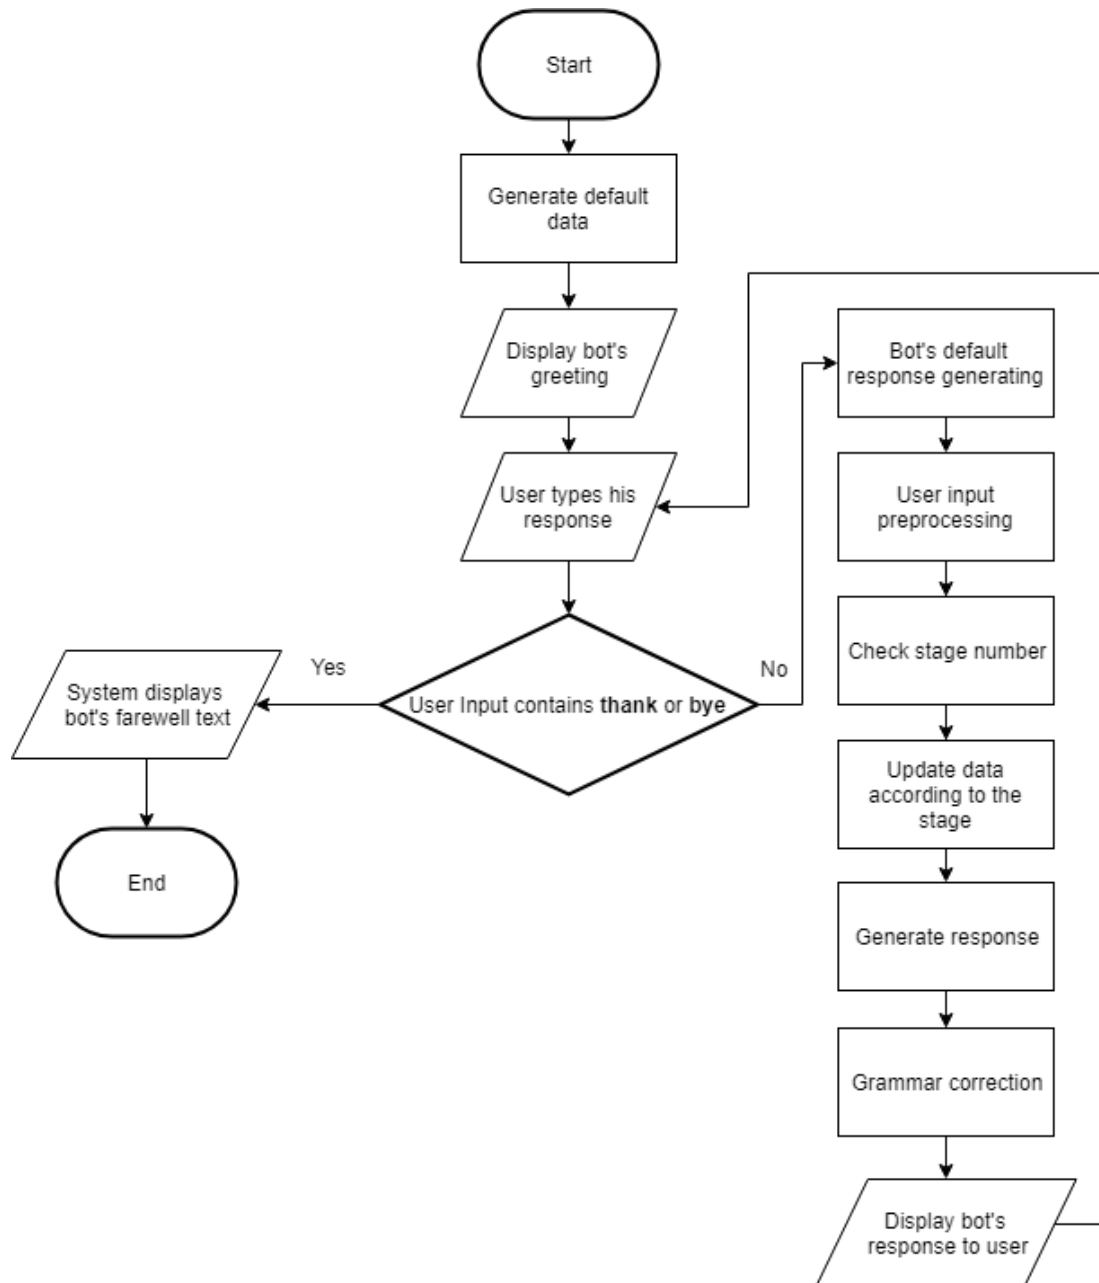 Start
Generate default
data
Display bot's
greeting
User types his
response
User Input contains thank or bye
Yes
No
System displays
bot's farewell text
End
Bot's default
response generating
User input
preprocessing
Check stage number
Update data
according to the
stage
Generate response
Grammar correction
Display bot's
response to user